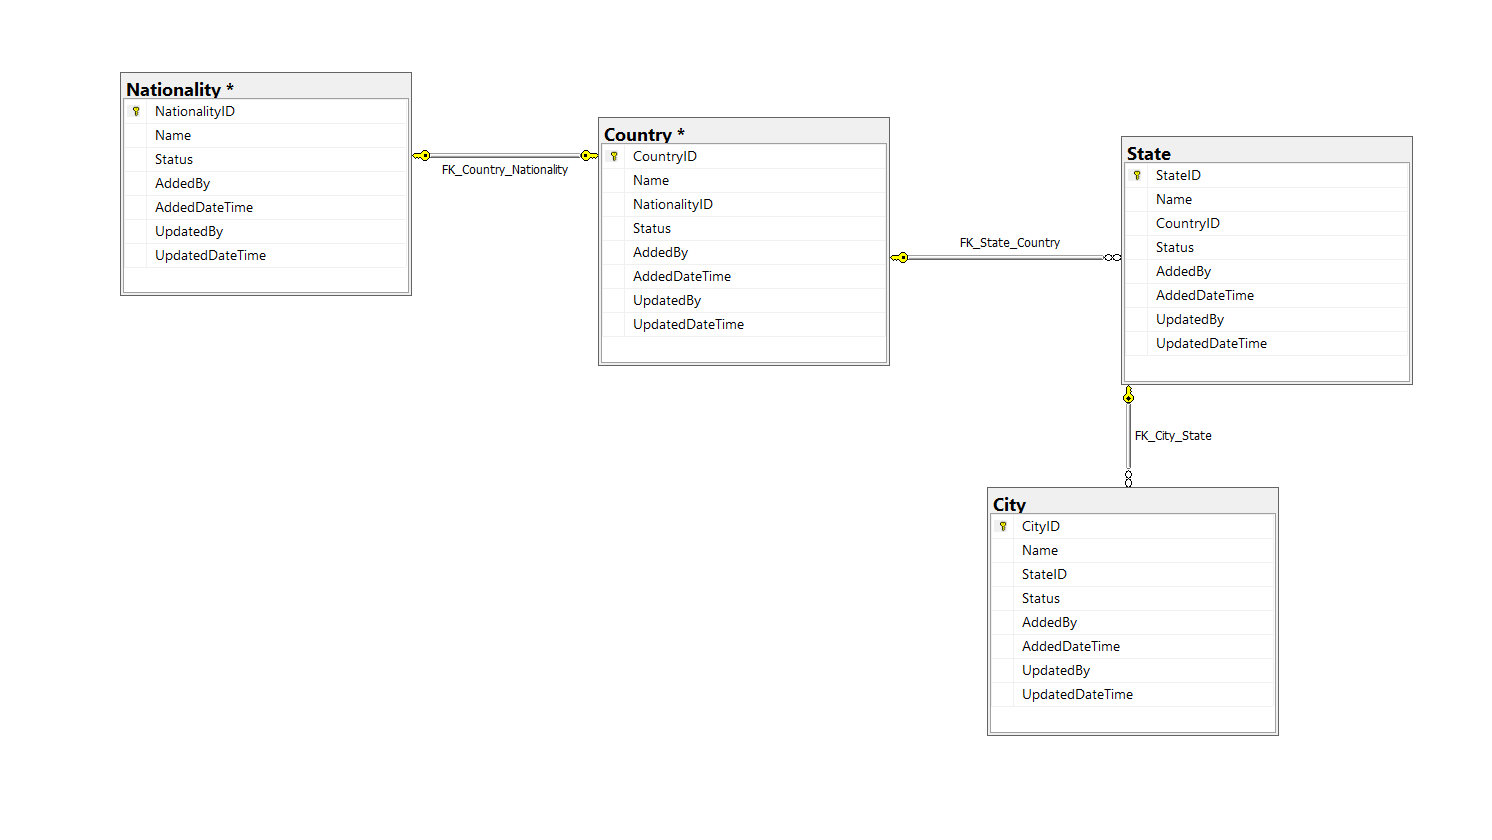 Nationality *
NationalityID
Name
Status
AddedBy
AddedDateTime
UpdatedBy
UpdatedDateTime
FK_Country_Nationality
Country *
CountryID
Name
NationalityID
Status
AddedBy
AddedDateTime
UpdatedBy
UpdatedDateTime
FK_State_Country
State
StateID
Name
CountryID
Status
AddedBy
AddedDateTime
UpdatedBy
UpdatedDateTime
FK_City_State
City
CityID
Name
StateID
Status
AddedBy
AddedDateTime
UpdatedBy
UpdatedDateTime